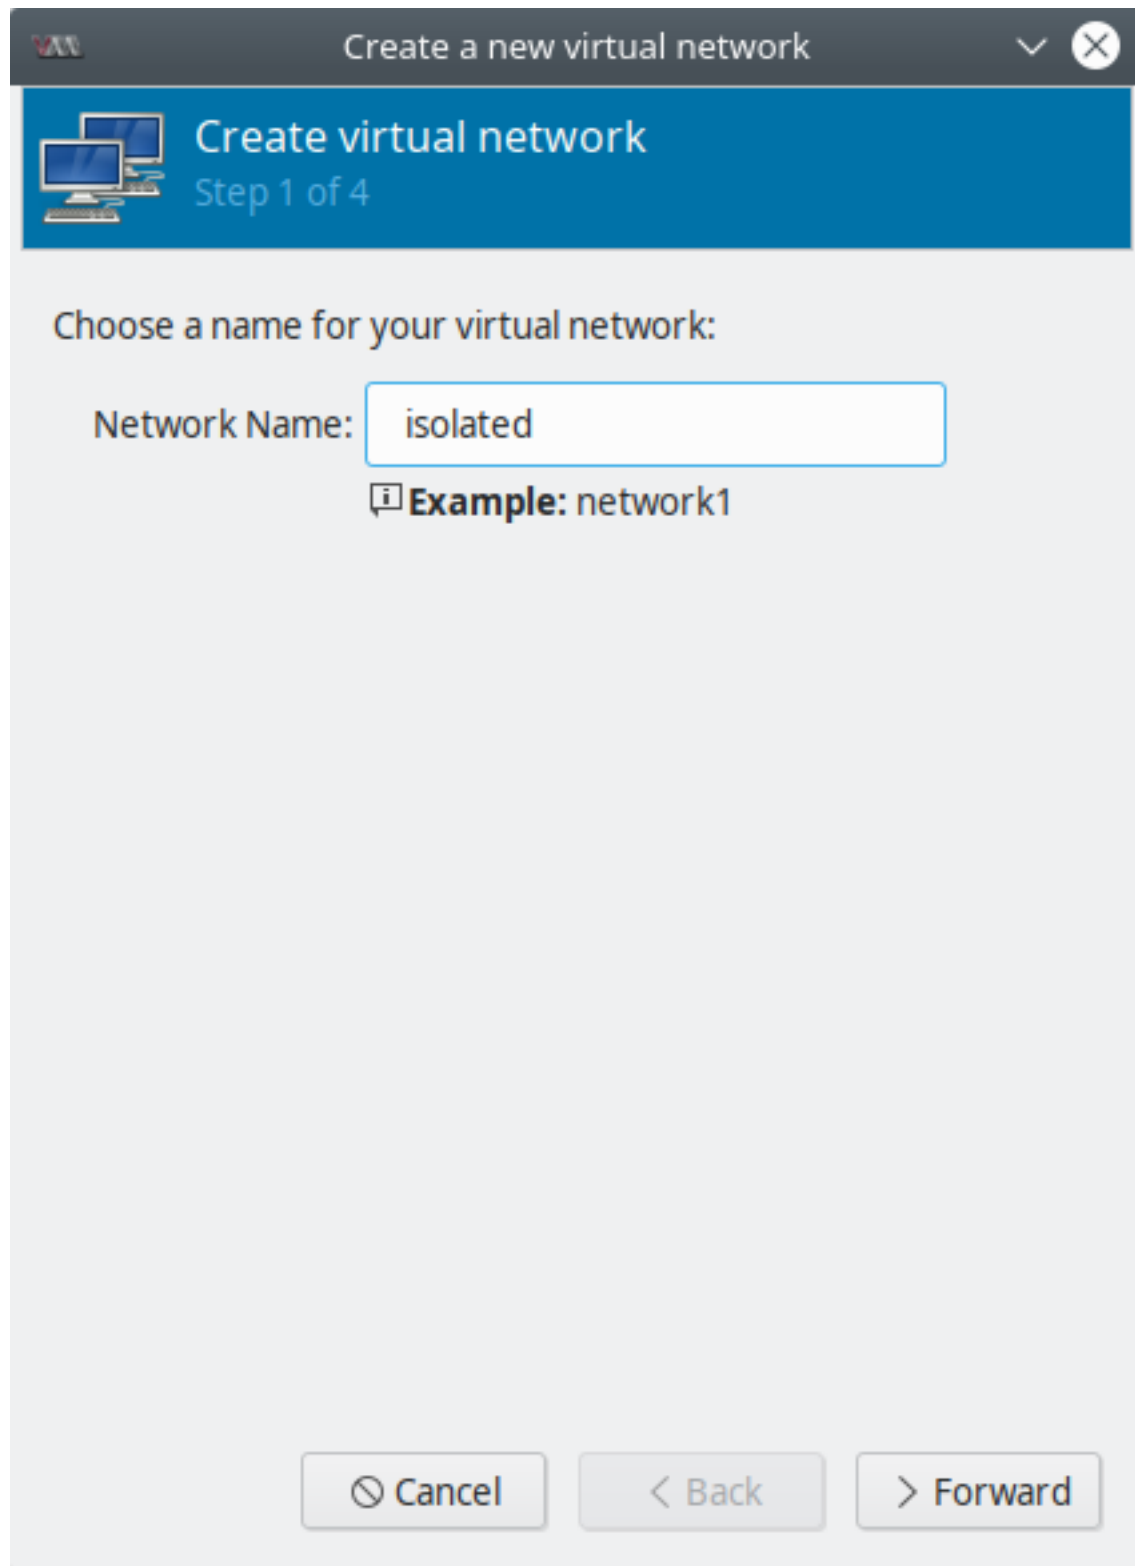 Create a new virtual network
Create virtual network
Step 1 of 4
Choose a name for your virtual network:
Network Name: isolated
Example: network1
Cancel < Back > Forward